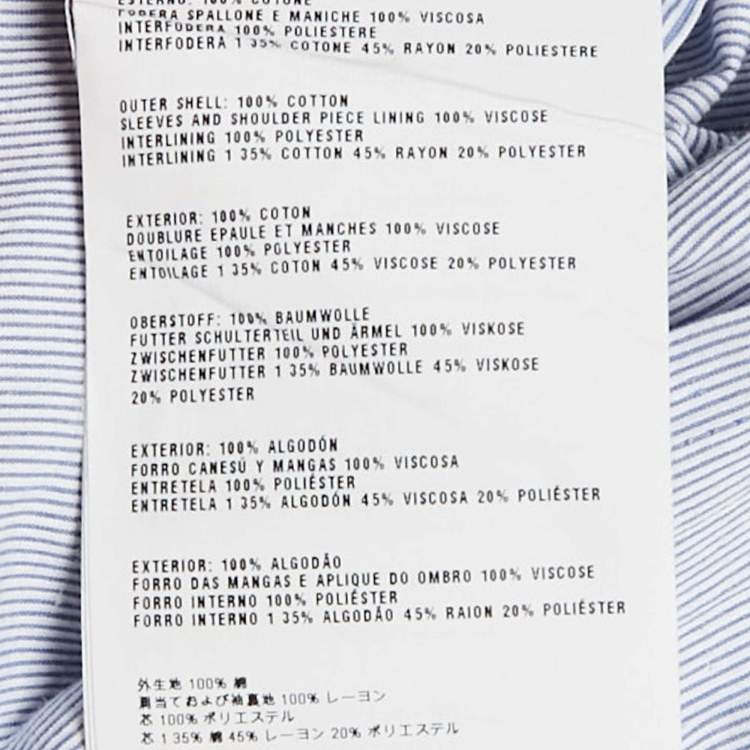 ESTERNO: 100% COTONE
FODERA SPALLONE E MANICHE 100% VISCOSA
INTERFODERA 100% POLIESTERE
INTERFODERA 1 35% COTONE 45% RAYON 20% POLIESTERE
OUTER SHELL: 100% COTTON
SLEEVES AND SHOULDER PIECE LINING 100% VISCOSE
INTERLINING 100% POLYESTER
INTERLINING 1 35% COTTON 45% RAYON 20% POLYESTER
EXTERIOR: 100% COTON
DOUBLURE EPAULE ET MANCHES 100% VISCOSE
ENTOILAGE 100% POLYESTER
ENTOILAGE 1 35% COTON 45% VISCOSE 20% POLYESTER
OBERSTOFF: 100% BAUMWOLLE
FUTTER SCHULTERTEIL UND ÄRMEL 100% VISKOSE
ZWISCHENFUTTER 100% POLYESTER
ZWISCHENFUTTER 1 35% BAUMWOLLE 45% VISKOSE
20% POLYESTER
EXTERIOR: 100% ALGODÓN
FORRO CANESÚ Y MANGAS 100% VISCOSA
ENTRETELA 100% POLIÉSTER
ENTRETELA 1 35% ALGODÓN 45% VISCOSA 20% POLIÉSTER
EXTERIOR: 100% ALGODÃO
FORRO DAS MANGAS E APLIQUE DO OMBRO 100% VISCOSE
FORRO INTERNO 100% POLIÉSTER
FORRO INTERNO 1 35% ALGODÃO 45% RAION 20% POLIÉSTER
外生地 100% 綿
肩当ておよび袖裏地 100% レーヨン
芯 100% ポリエステル
芯 1 35% 綿 45% レーヨン 20% ポリエステル